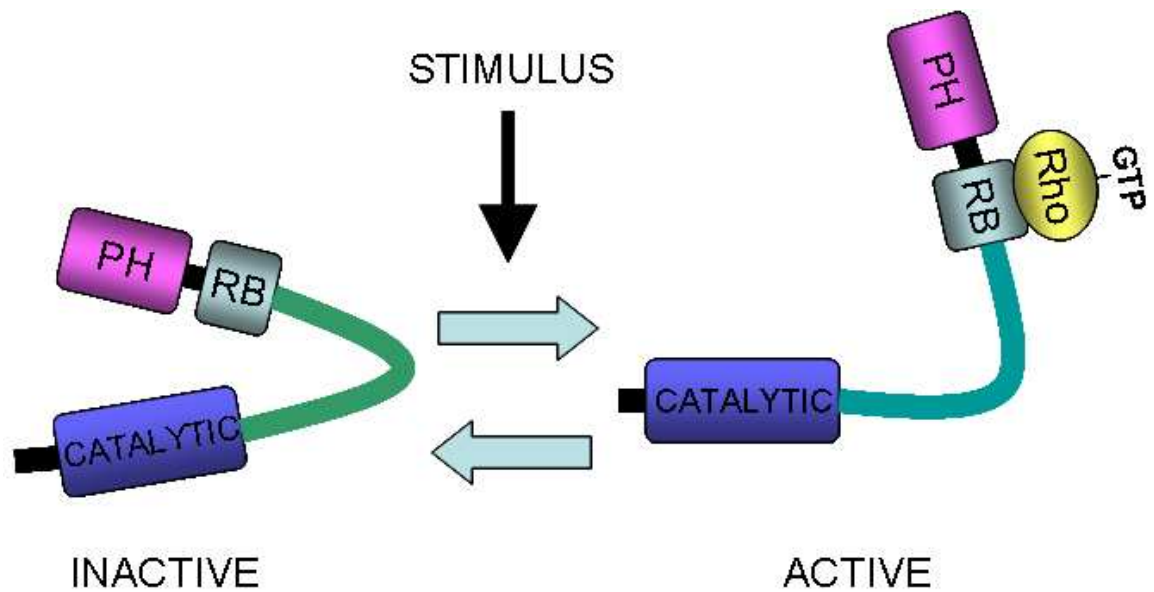 STIMULUS
PH
RB
CATALYTIC
INACTIVE
PH
RB
Rho
GTP
CATALYTIC
ACTIVE